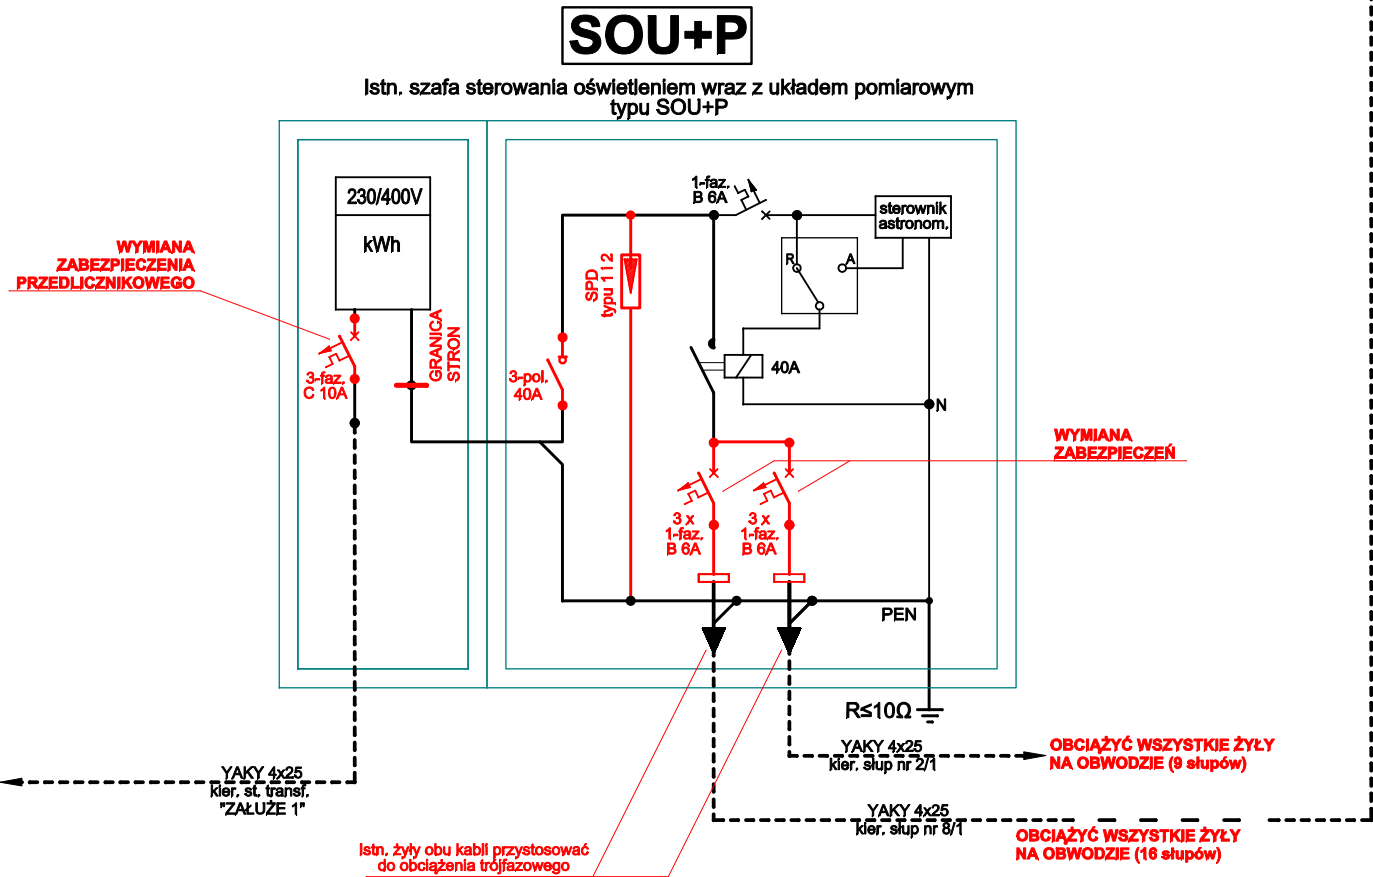 SOU+P
Istn. szafa sterowania oświetleniem wraz z układem pomiarowym
typu SOU+P
230/400V
kWh
WYMIANA
ZABEZPIECZENIA
PRZEDLICZNIKOWEGO
3-faz.
C 10A
GRANICA
STRON
3-pol.
40A
SPD
typu 1 i 2
1-faz.
B 6A
sterownik
astronom.
R
A
40A
N
WYMIANA
ZABEZPIECZEŃ
3 x
1-faz.
B 6A
3 x
1-faz.
B 6A
PEN
R≤10Ω
YAKY 4x25
kier. słup nr 2/1
OBCIĄŻYĆ WSZYSTKIE ŻYŁY
NA OBWODZIE (9 słupów)
YAKY 4x25
kier. st. transf.
"ZAŁUŻE 1"
YAKY 4x25
kier. słup nr 8/1
OBCIĄŻYĆ WSZYSTKIE ŻYŁY
NA OBWODZIE (16 słupów)
Istn. żyły obu kabli przystosować
do obciążenia trójfazowego